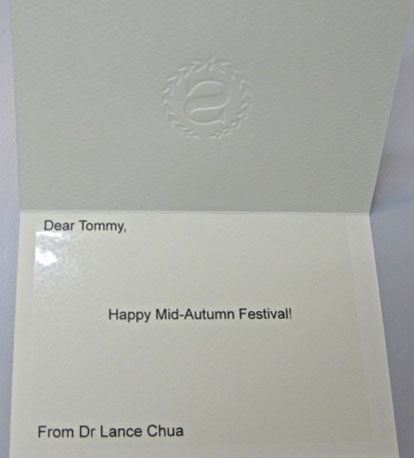 S
Dear Tommy,
Happy Mid-Autumn Festival!
From Dr Lance Chua